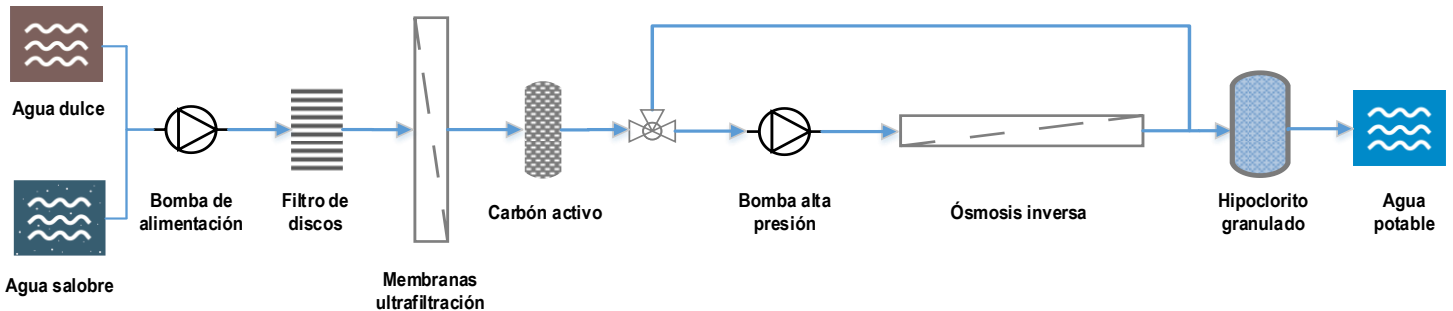 Agua dulce
Agua salobre
Bomba de
alimentación
Filtro de
discos
Membranas
ultrafiltración
Carbón activo
Bomba alta
presión
Ósmosis inversa
Hipoclorito
granulado
Agua
potable